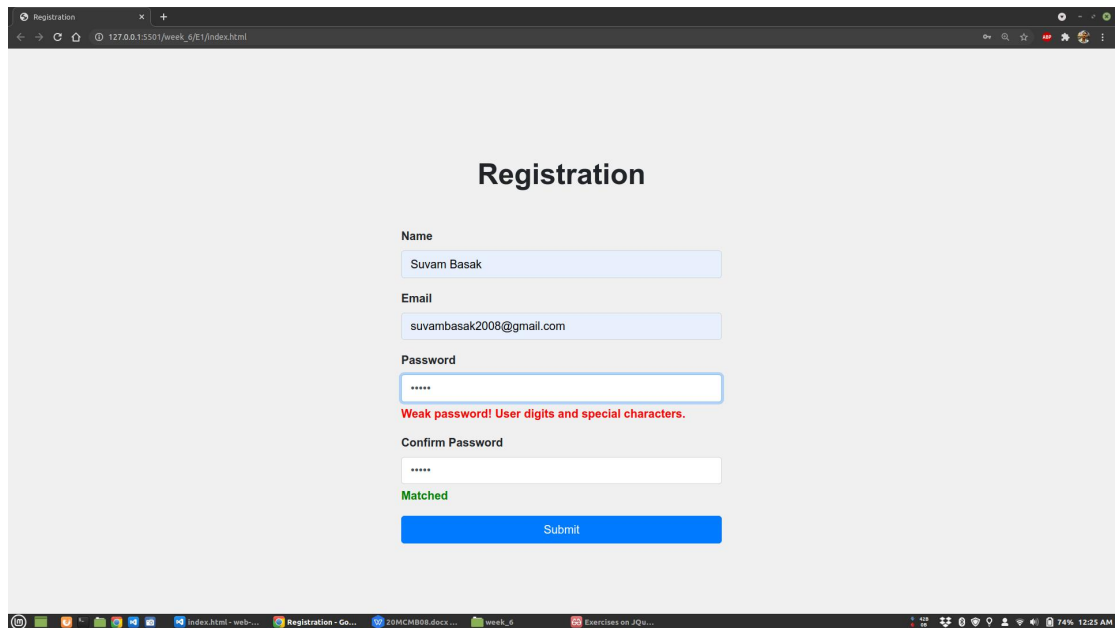 Registration
127.0.0.1:5501/week_6/E1/index.html
ABP
Registration
Name
Suvam Basak
Email
suvambasak2008@gmail.com
Password
•••••
Weak password! User digits and special characters.
Confirm Password
•••••
Matched
Submit
index.html - web-... Registration - Go... 20MCMB08.docx ... week_6 Exercises on JQu... 74% 12:25 AM